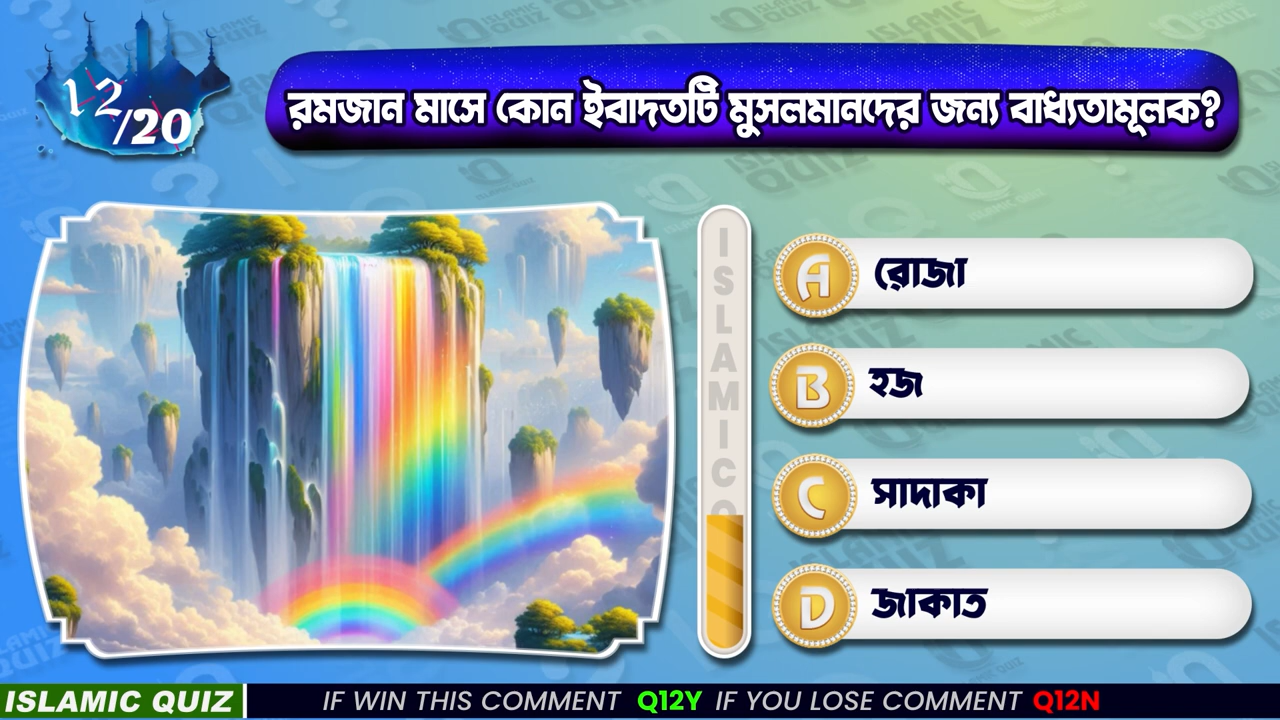 12/20
রমজান মাসে কোন ইবাদতটি মুসলমানদের জন্য বাধ্যতামূলক?
ISLAMIC
A রোজা
B হজ
C সাদাকা
D জাকাত
ISLAMIC QUIZ IF WIN THIS COMMENT Q12Y IF YOU LOSE COMMENT Q12N